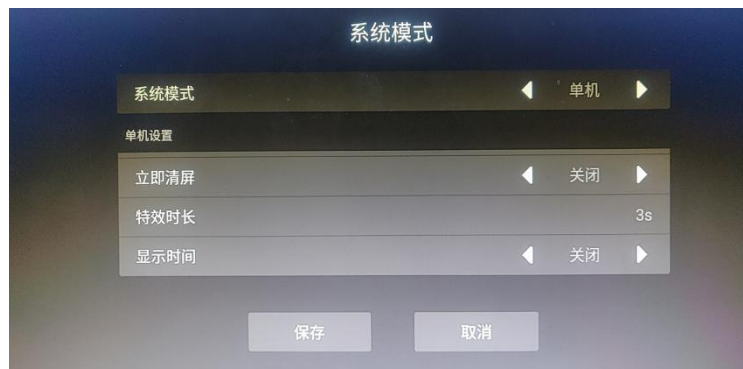 系统模式
系统模式 单机
单机设置
立即清屏 关闭
特效时长 3s
显示时间 关闭
保存 取消